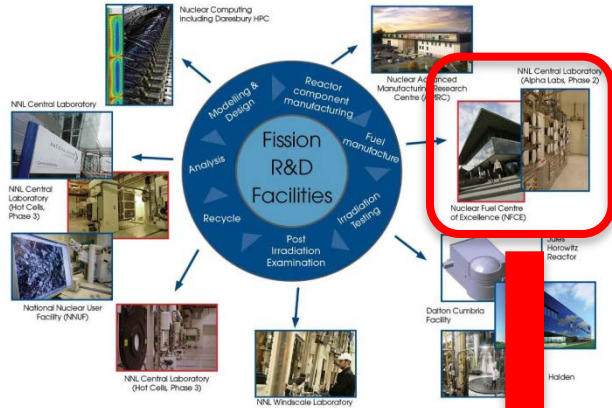 Nuclear Computing
including Daresbury HPC
Nuclear Advanced
Manufacturing Research
Centre
NNL Central Laboratory
(Alpha Labs, Phase 2)
Nuclear Fuel Centre
of Excellence (NFCE)
NNL Central Laboratory
NNL Central
Laboratory
(Hot Cells,
Phase 3)
National Nuclear User
Facility (NNUF)
NNL Central Laboratory
(Hot Cells, Phase 3)
NNL Windscale Laboratory
Jules
Horowitz
Reactor
Dalton Cumbria
Facility
Halden
Fission
R&D
Facilities
Modelling &
Design
Reactor
component
manufacturing
Fuel
manufacture
Irradiation
Testing
Post
Irradiation
Examination
Recycle
Analysis